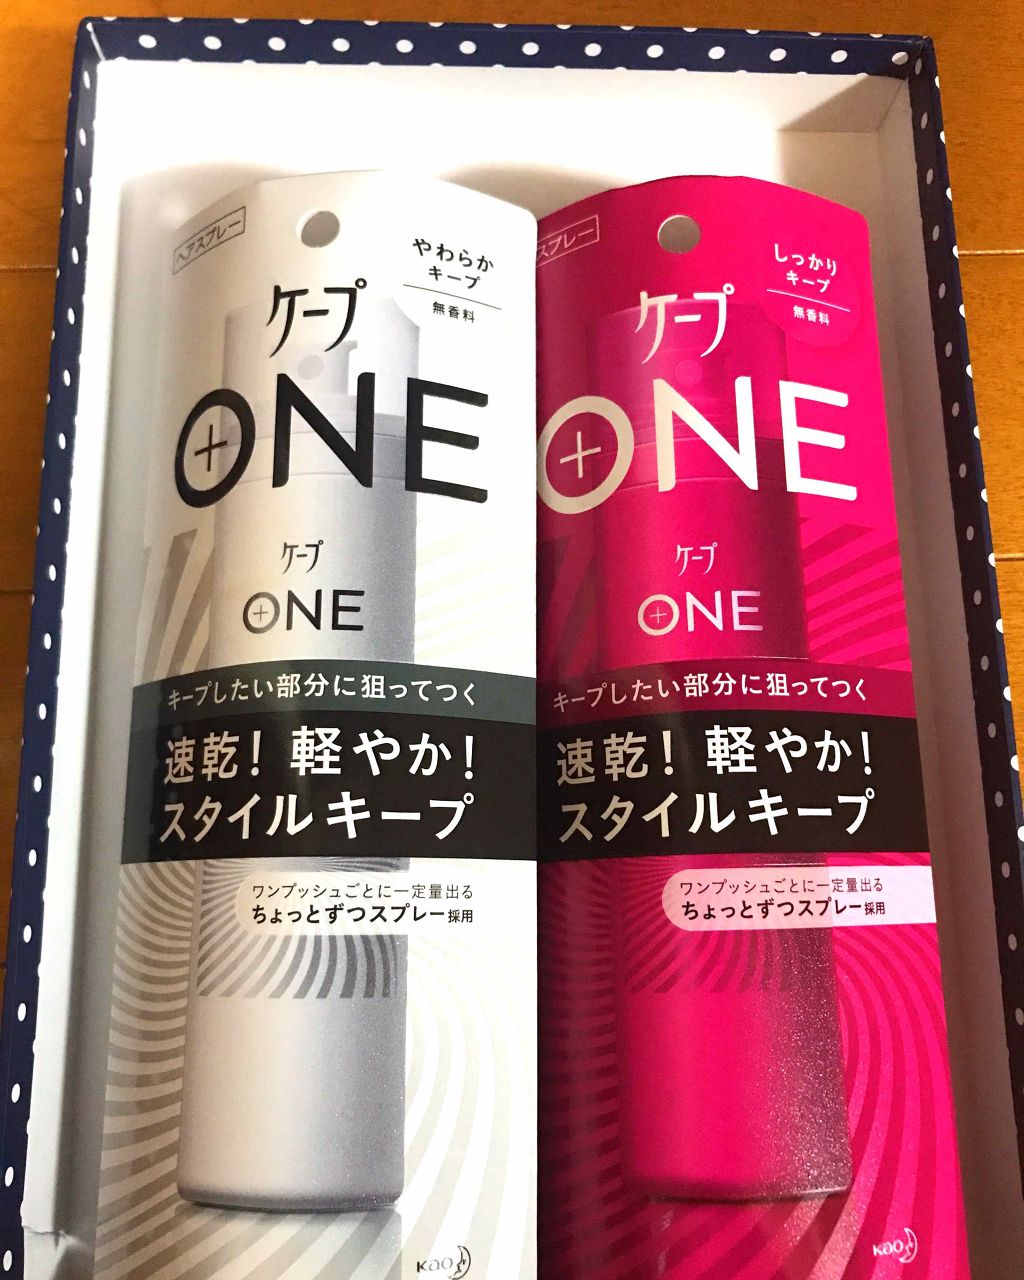 ヘアスプレー
やわらか
キープ
無香料
ケープ
ONE
ケープ
ONE
キープしたい部分に狙ってつく
速乾！軽やか！
スタイルキープ
ワンプッシュごとに一定量出る
ちょっとずつスプレー採用
Kao
スプレー
しっかり
キープ
無香料
ケープ
ONE
ケープ
ONE
キープしたい部分に狙ってつく
速乾！軽やか！
スタイルキープ
ワンプッシュごとに一定量出る
ちょっとずつスプレー採用
Kao